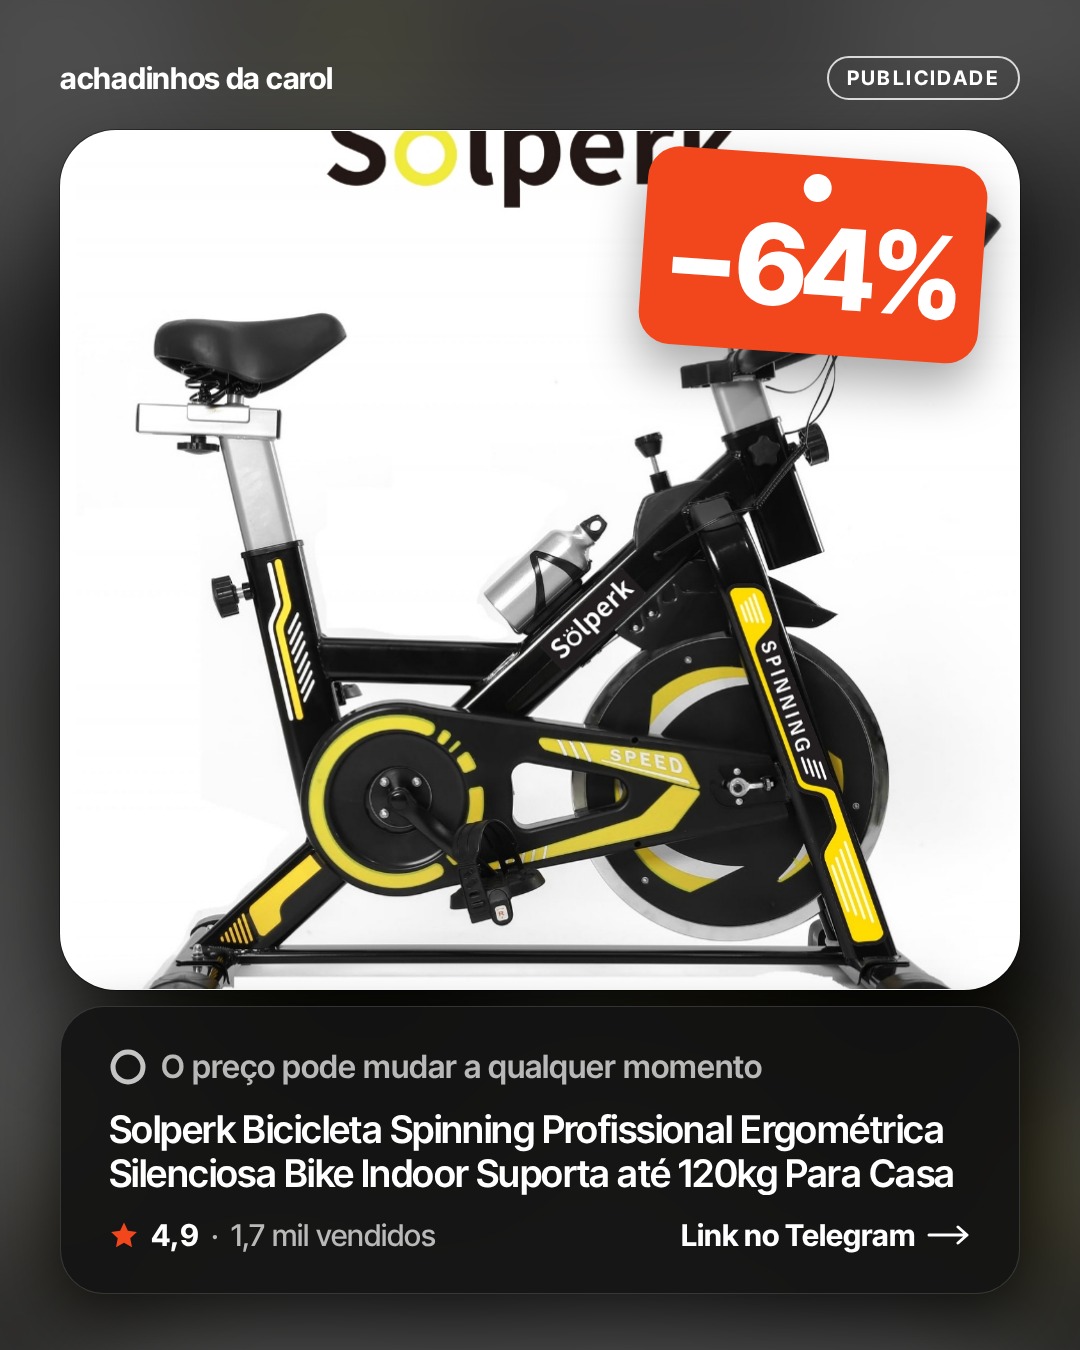 achadinhos da carol
PUBLICIDADE
Sölperk
−64%
Sölperk
SPINNING
SPEED
O preço pode mudar a qualquer momento
Solperk Bicicleta Spinning Profissional Ergométrica
Silenciosa Bike Indoor Suporta até 120kg Para Casa
4,9 · 1,7 mil vendidos
Link no Telegram →